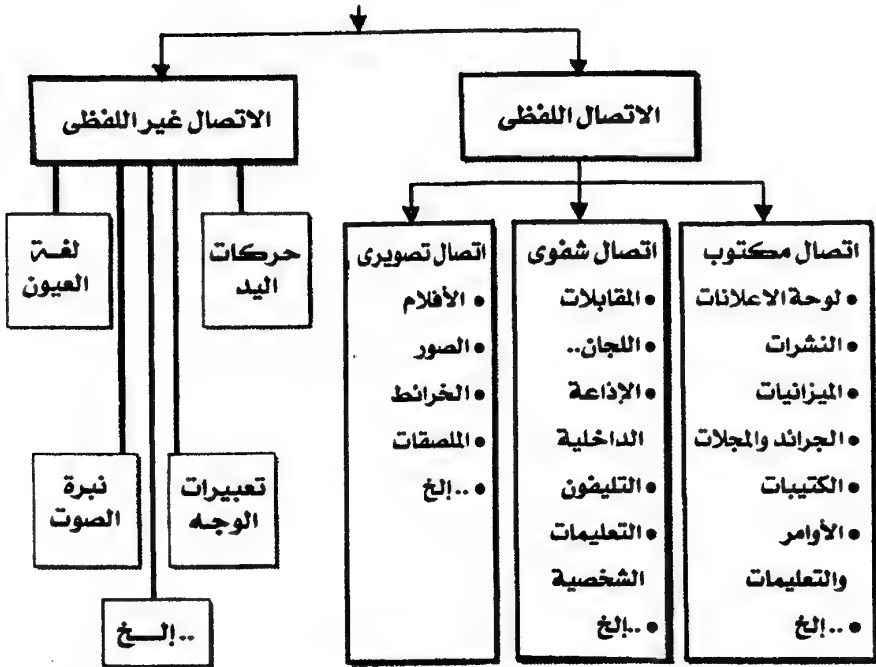 الاتصال اللفظى
الاتصال غير اللفظى
اتصال مكتوب
• لوحة الاعلانات
• النشرات
• الميزانيات
• الجرائد والمجلات
• الكتيبات
• الأوامر
والتعليمات
• ..إلخ
اتصال شفوى
• المقابلات
• اللجان..
• الإذاعة
الداخلية
• التليفون
• التعليمات
الشخصية
• ..إلخ
اتصال تصويرى
• الأفلام
• الصور
• الخرائط
• الملصقات
• ..إلخ
حركات
اليد
لغة
العيون
تعبيرات
الوجه
نبرة
الصوت
..إلخ